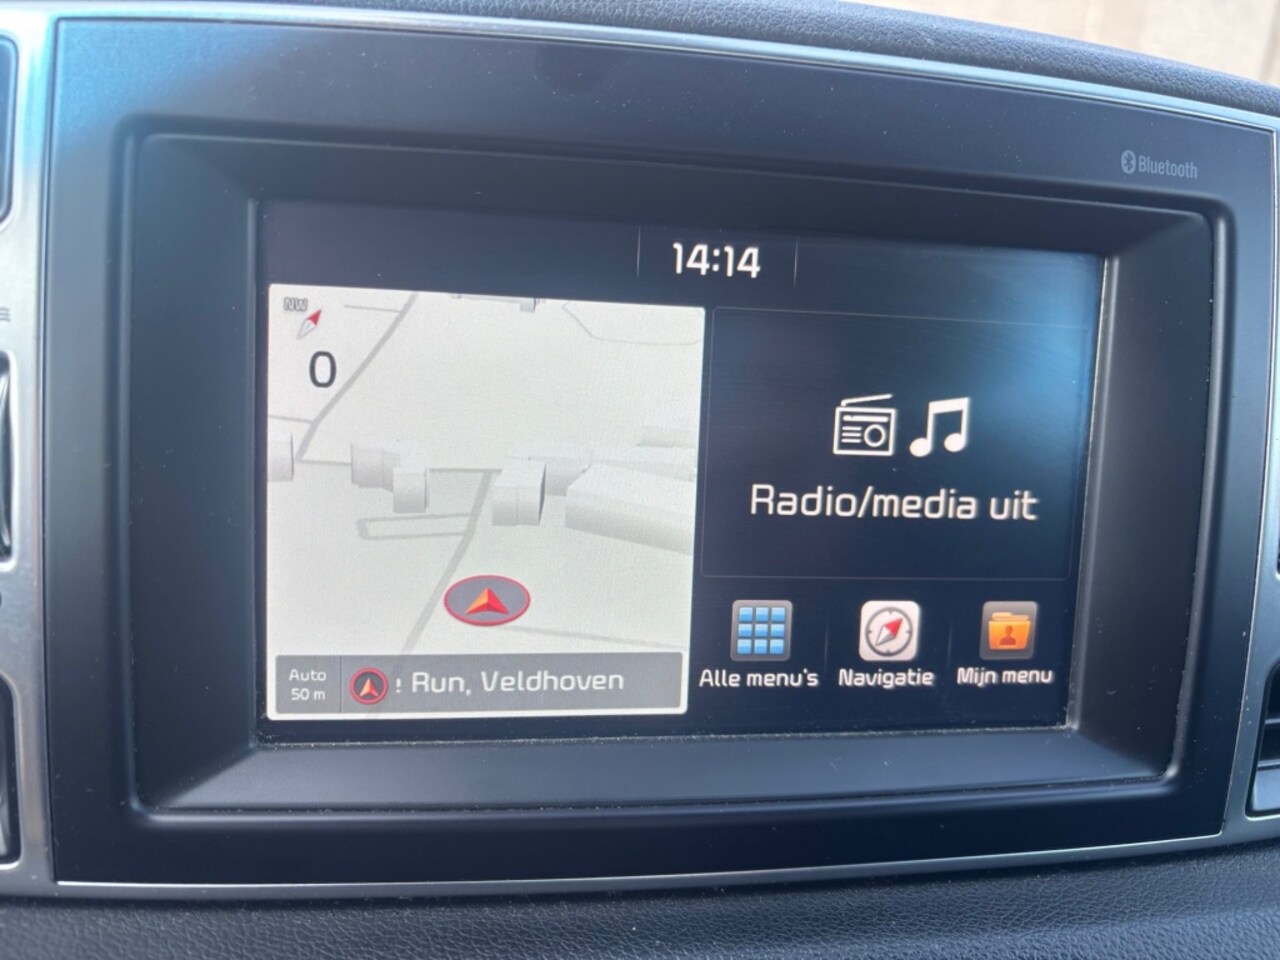 Bluetooth
14:14
NW
0
Radio/media uit
Auto
50 m
! Run, Veldhoven
Alle menu's
Navigatie
Mijn menu